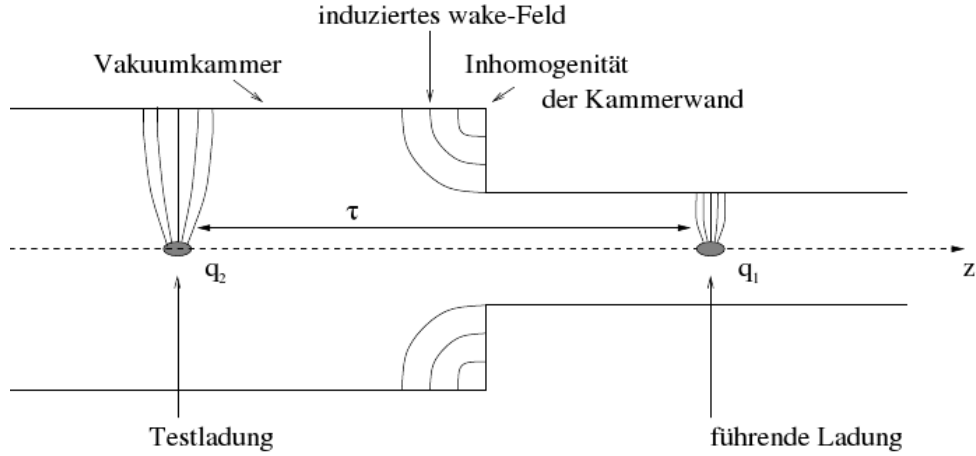 induziertes wake-Feld
Vakuumkammer
Inhomogenität
der Kammerwand
τ
q₂
q₁
z
Testladung
führende Ladung